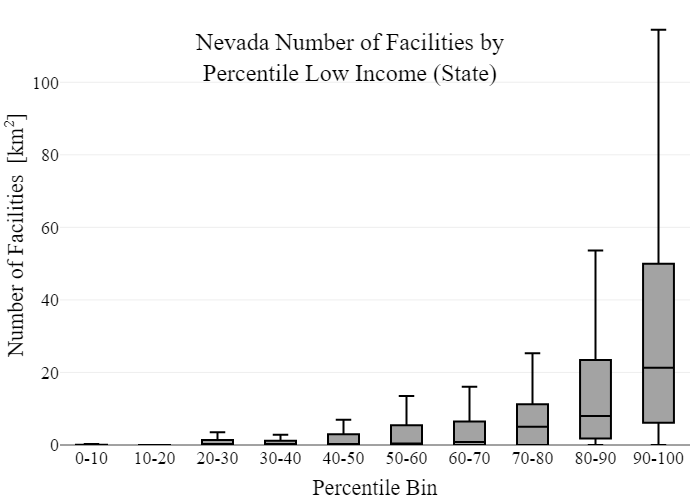 Nevada Number of Facilities by
Percentile Low Income (State)
Number of Facilities [km²]
100
80
60
40
20
0
0-10 10-20 20-30 30-40 40-50 50-60 60-70 70-80 80-90 90-100
Percentile Bin